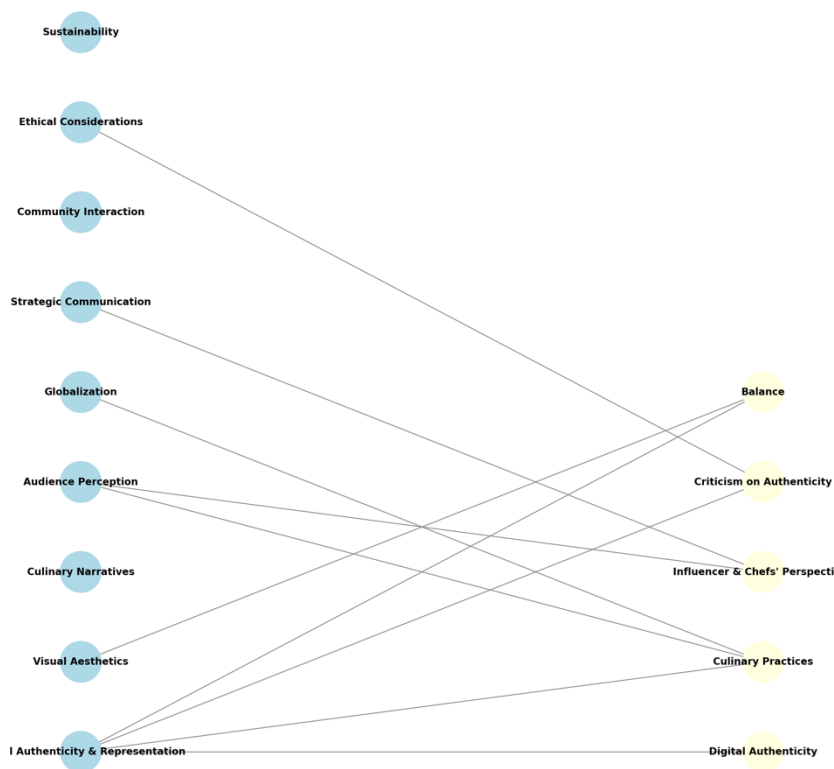 Sustainability
Ethical Considerations
Community Interaction
Strategic Communication
Globalization
Balance
Audience Perception
Criticism on Authenticity
Culinary Narratives
Influencer & Chefs' Perspecti
Visual Aesthetics
Culinary Practices
l Authenticity & Representation
Digital Authenticity